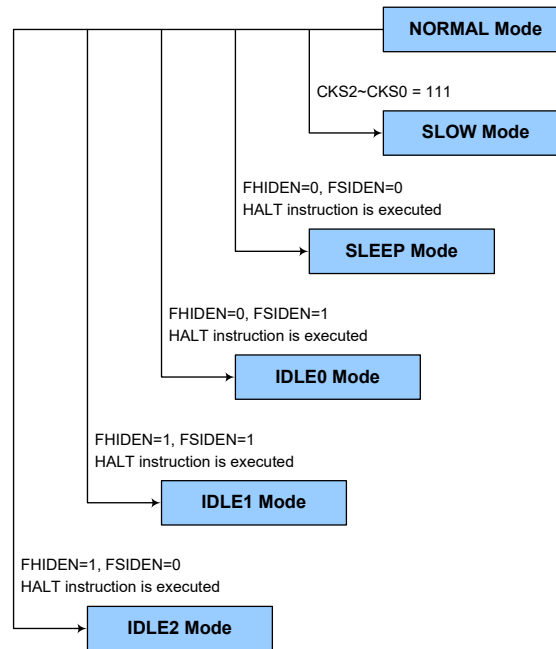 NORMAL Mode
CKS2~CKS0 = 111
SLOW Mode
FHIDEN=0, FSIDEN=0
HALT instruction is executed
SLEEP Mode
FHIDEN=0, FSIDEN=1
HALT instruction is executed
IDLE0 Mode
FHIDEN=1, FSIDEN=1
HALT instruction is executed
IDLE1 Mode
FHIDEN=1, FSIDEN=0
HALT instruction is executed
IDLE2 Mode